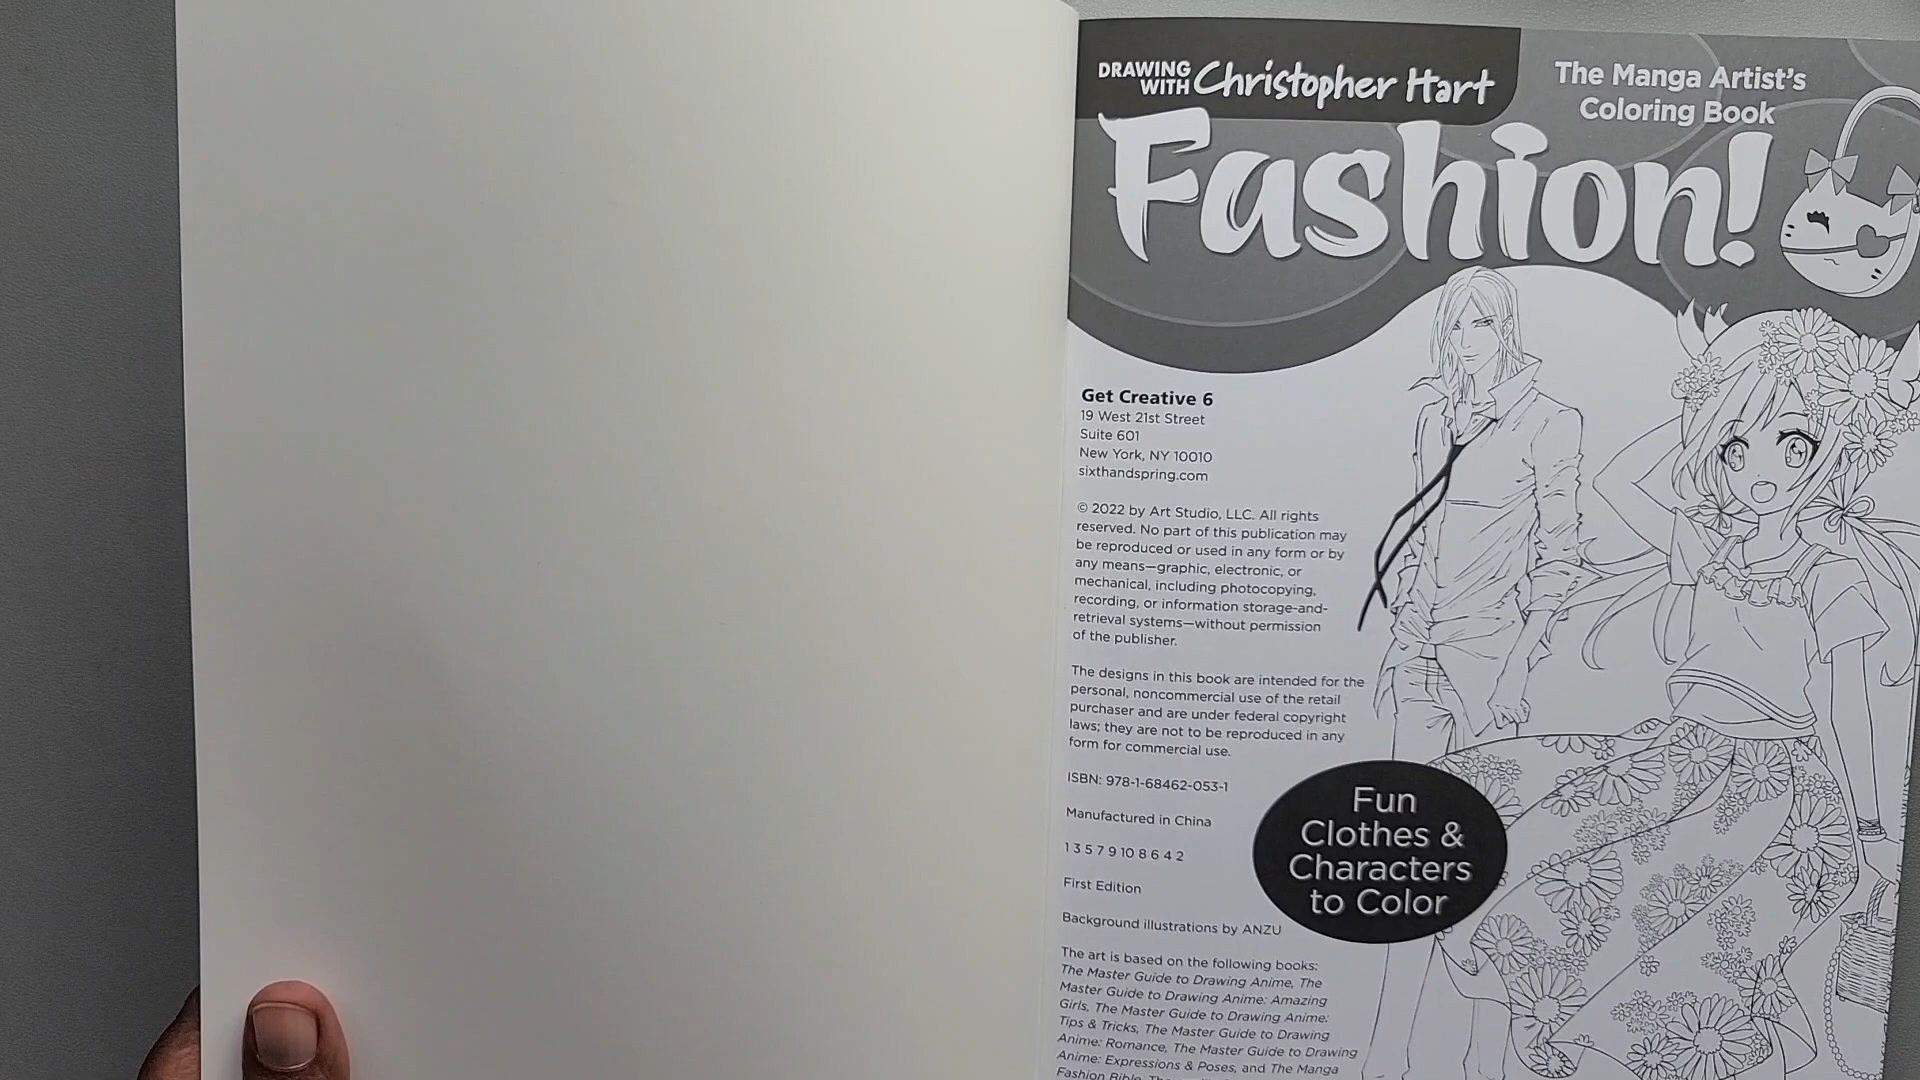 DRAWING
WITH Christopher Hart
The Manga Artist's
Coloring Book
Fashion!
Get Creative 6
19 West 21st Street
Suite 601
New York, NY 10010
sixthandspring.com
© 2022 by Art Studio, LLC. All rights
reserved. No part of this publication may
be reproduced or used in any form or by
any means—graphic, electronic, or
mechanical, including photocopying,
recording, or information storage-and-
retrieval systems—without permission
of the publisher.
The designs in this book are intended for the
personal, noncommercial use of the retail
purchaser and are under federal copyright
laws; they are not to be reproduced in any
form for commercial use.
ISBN: 978-1-68462-053-1
Manufactured in China
1 3 5 7 9 10 8 6 4 2
First Edition
Background illustrations by ANZU
The art is based on the following books:
The Master Guide to Drawing Anime, The
Master Guide to Drawing Anime: Amazing
Girls, The Master Guide to Drawing Anime:
Tips & Tricks, The Master Guide to Drawing
Anime: Romance, The Master Guide to Drawing
Anime: Expressions & Poses, and The Manga
Fashion Bible.
Fun
Clothes &
Characters
to Color